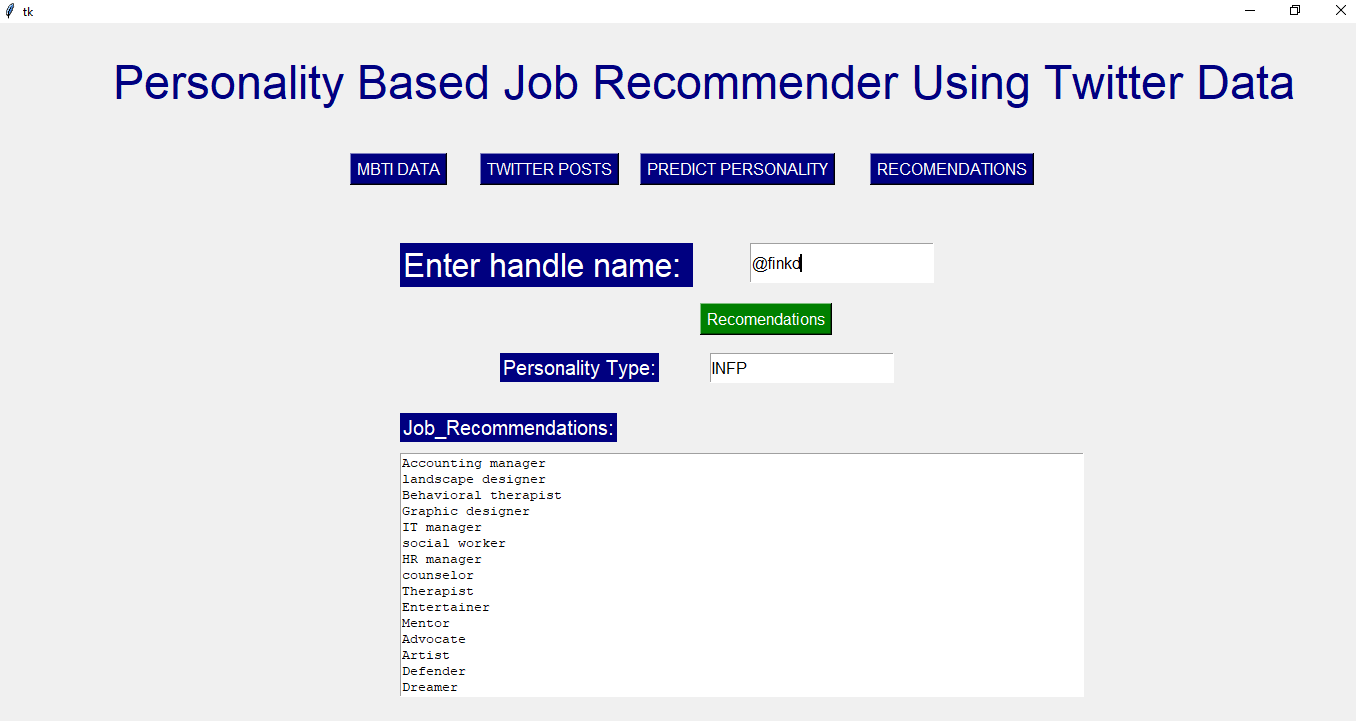 tk
Personality Based Job Recommender Using Twitter Data
MBTI DATA TWITTER POSTS PREDICT PERSONALITY RECOMENDATIONS
Enter handle name: @finkd
Recomendations
Personality Type: INFP
Job_Recommendations:
Accounting manager
landscape designer
Behavioral therapist
Graphic designer
IT manager
social worker
HR manager
counselor
Therapist
Entertainer
Mentor
Advocate
Artist
Defender
Dreamer